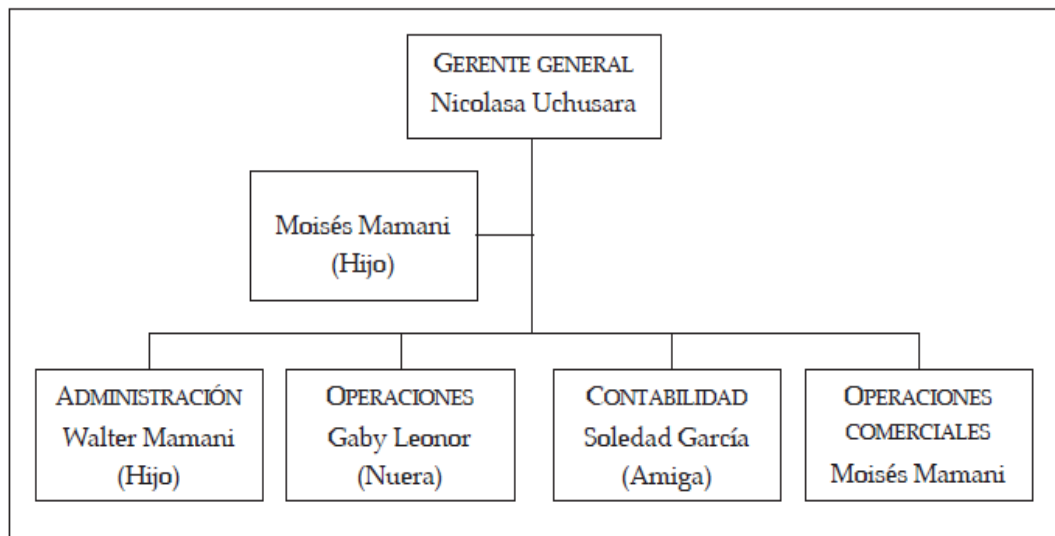 GERENTE GENERAL
Nicolasa Uchusara
Moisés Mamani
(Hijo)
ADMINISTRACIÓN
Walter Mamani
(Hijo)
OPERACIONES
Gaby Leonor
(Nuera)
CONTABILIDAD
Soledad García
(Amiga)
OPERACIONES
COMERCIALES
Moisés Mamani